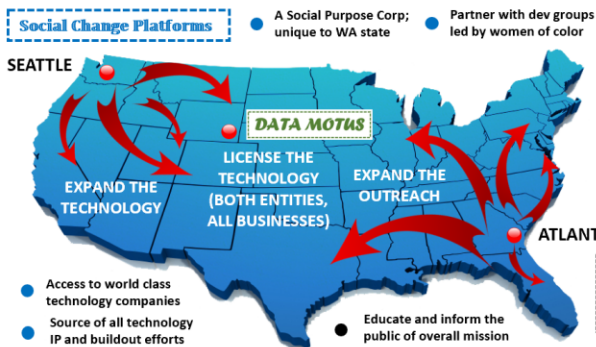 Social Change Platforms
A Social Purpose Corp;
unique to WA state
Partner with dev groups
led by women of color
SEATTLE
DATA MOTUS
LICENSE THE
TECHNOLOGY
(BOTH ENTITIES,
ALL BUSINESSES)
EXPAND THE
TECHNOLOGY
EXPAND THE
OUTREACH
ATLANT
Access to world class
technology companies
Source of all technology
IP and buildout efforts
Educate and inform the
public of overall mission